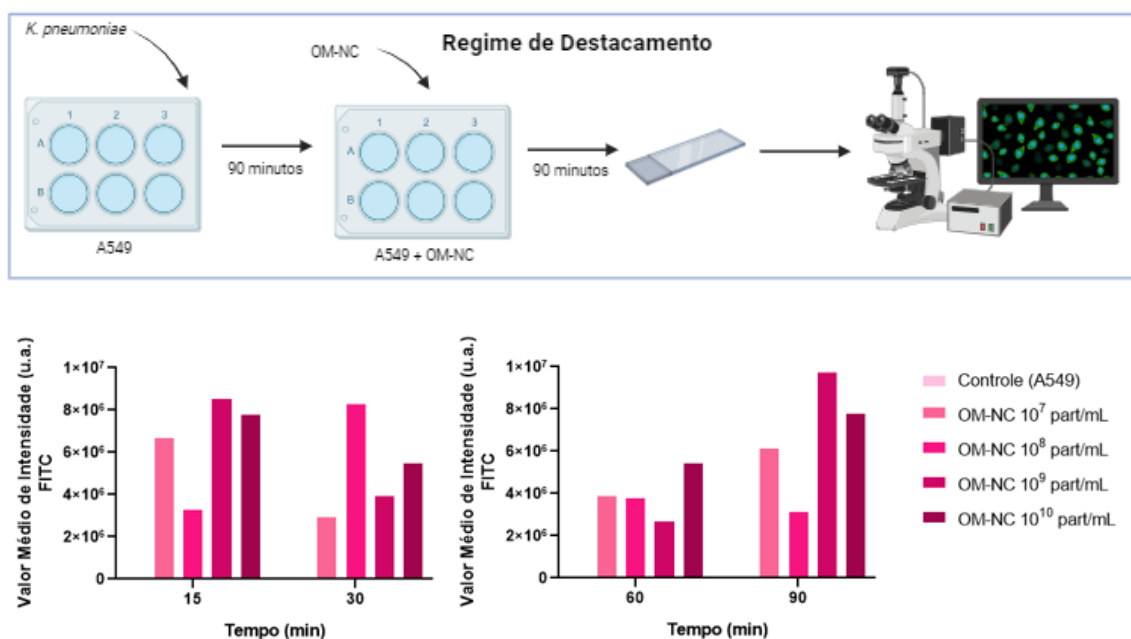 K. pneumoniae
OM-NC
Regime de Destacamento
1 2 3
A
B
A549
90 minutos
1 2 3
A
B
A549 + OM-NC
90 minutos
Valor Médio de Intensidade (u.a.)
FITC
1×10⁷
8×10⁶
6×10⁶
4×10⁶
2×10⁶
0
15 30
Tempo (min)
Valor Médio de Intensidade (u.a.)
FITC
1×10⁷
8×10⁶
6×10⁶
4×10⁶
2×10⁶
0
60 90
Tempo (min)
Controle (A549)
OM-NC 10⁷ part/mL
OM-NC 10⁸ part/mL
OM-NC 10⁹ part/mL
OM-NC 10¹⁰ part/mL